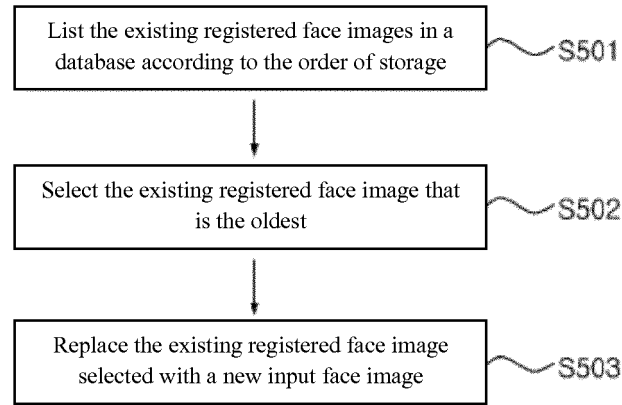 List the existing registered face images in a
database according to the order of storage
S501
Select the existing registered face image that
is the oldest
S502
Replace the existing registered face image
selected with a new input face image
S503